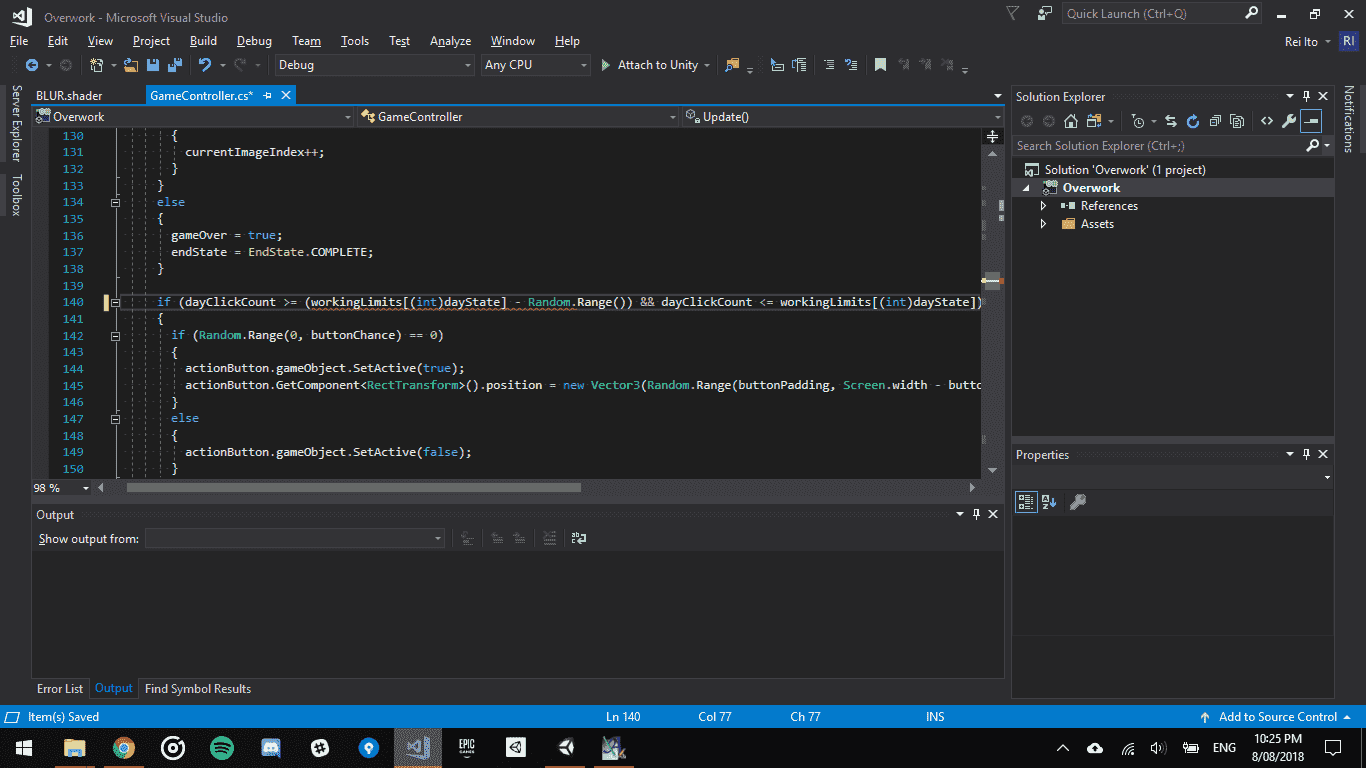 Overwork - Microsoft Visual Studio
Quick Launch (Ctrl+Q)
File Edit View Project Build Debug Team Tools Test Analyze Window Help
Rei Ito RI
Debug Any CPU Attach to Unity
Server Explorer
Toolbox
BLUR.shader GameController.cs*
Overwork GameController Update()
130 {
131 currentImageIndex++;
132 }
133 }
134 else
135 {
136 gameOver = true;
137 endState = EndState.COMPLETE;
138 }
139
140 if (dayClickCount >= (workingLimits[(int)dayState] - Random.Range()) && dayClickCount <= workingLimits[(int)dayState])
141 {
142 if (Random.Range(0, buttonChance) == 0)
143 {
144 actionButton.gameObject.SetActive(true);
145 actionButton.GetComponent<RectTransform>().position = new Vector3(Random.Range(buttonPadding, Screen.width - butto
146 }
147 else
148 {
149 actionButton.gameObject.SetActive(false);
150 }
98 %
Output
Show output from:
Error List Output Find Symbol Results
Solution Explorer
Search Solution Explorer (Ctrl+;)
Solution 'Overwork' (1 project)
Overwork
References
Assets
Properties
Notifications
Item(s) Saved Ln 140 Col 77 Ch 77 INS Add to Source Control
EPIC
GAMES
ENG
10:25 PM
8/08/2018